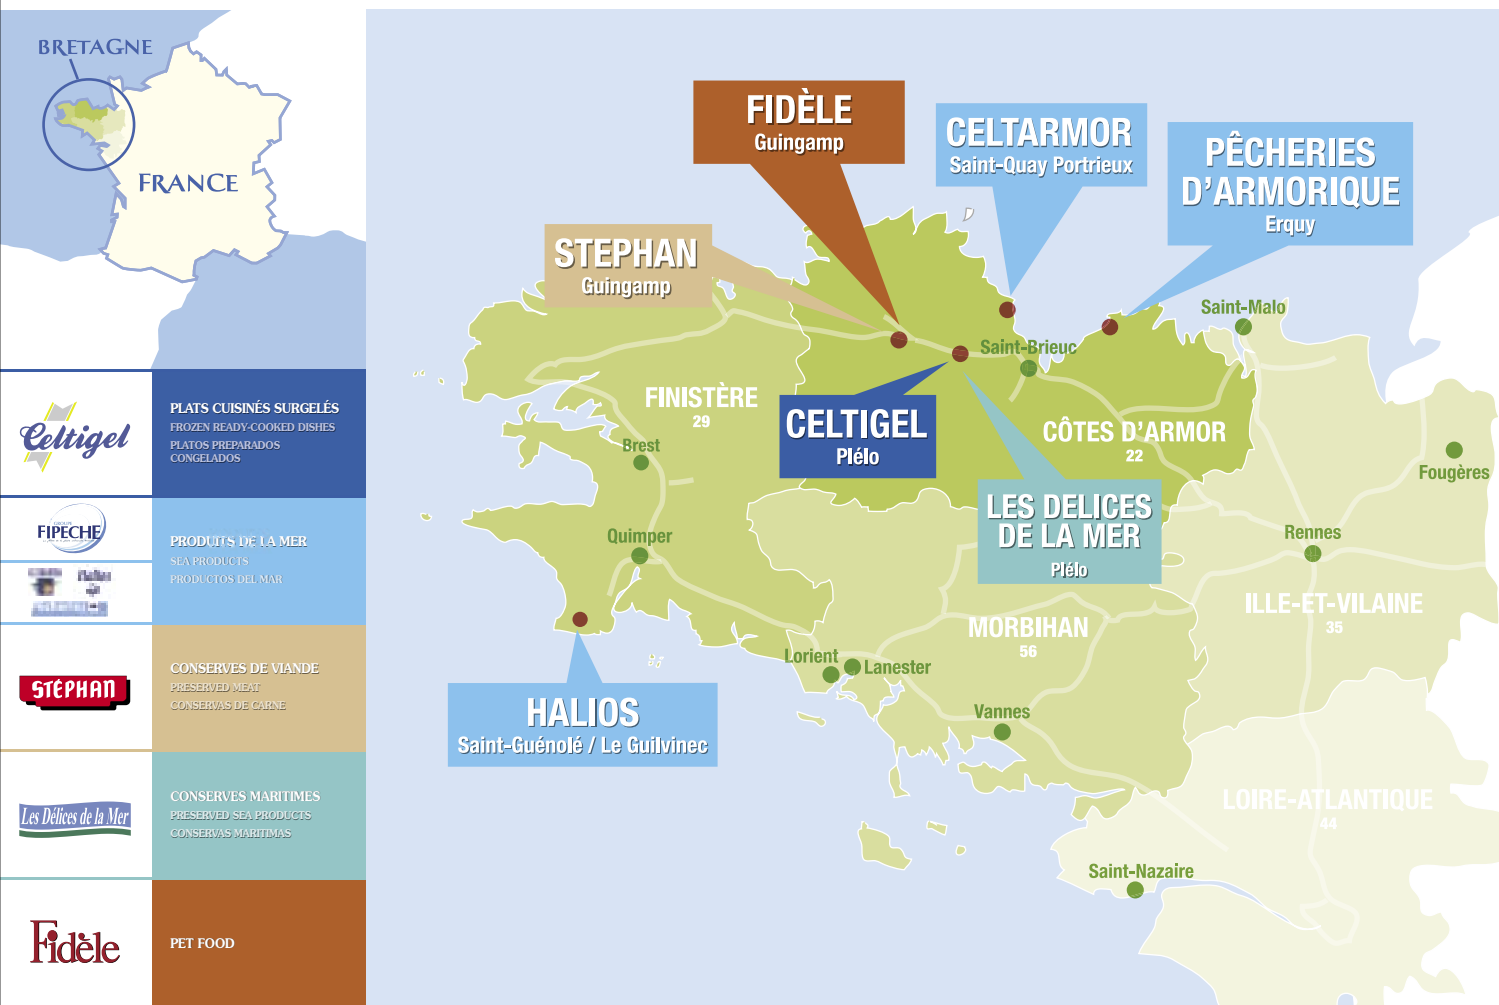 BRETAGNE
FRANCE
Celtigel
PLATS CUISINÉS SURGELÉS
FROZEN READY-COOKED DISHES
PLATOS PREPARADOS
CONGELADOS
GROUPE
FIPECHE
PRODUITS DE LA MER
SEA PRODUCTS
PRODUCTOS DEL MAR
STÉPHAN
CONSERVES DE VIANDE
PRESERVED MEAT
CONSERVAS DE CARNE
Les Délices de la Mer
CONSERVES MARITIMES
PRESERVED SEA PRODUCTS
CONSERVAS MARITIMAS
Fidèle
PET FOOD
FIDÈLE
Guingamp
CELTARMOR
Saint-Quay Portrieux
PÊCHERIES
D'ARMORIQUE
Erquy
STEPHAN
Guingamp
Saint-Malo
Saint-Brieuc
FINISTÈRE
29
CELTIGEL
Plélo
CÔTES D'ARMOR
22
Brest
Fougères
LES DELICES
DE LA MER
Plélo
Quimper
Rennes
ILLE-ET-VILAINE
35
MORBIHAN
56
Lorient
Lanester
HALIOS
Saint-Guénolé / Le Guilvinec
Vannes
LOIRE-ATLANTIQUE
44
Saint-Nazaire